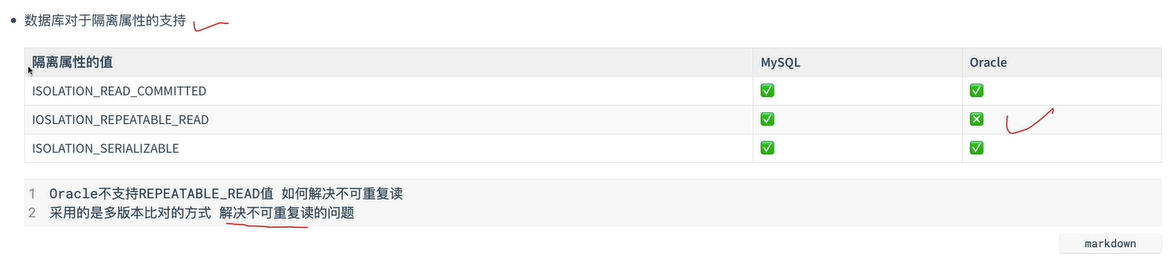 数据库对于隔离属性的支持
隔离属性的值 MySQL Oracle
ISOLATION_READ_COMMITTED ✅ ✅
IOSLATION_REPEATABLE_READ ✅ ❎
ISOLATION_SERIALIZABLE ✅ ✅
1 Oracle不支持REPEATABLE_READ值 如何解决不可重复读
2 采用的是多版本比对的方式 解决不可重复读的问题
markdown